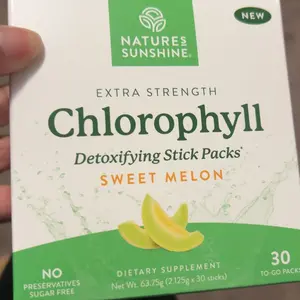 NATURES
SUNSHINE®
NEW
EXTRA STRENGTH
Chlorophyll
Detoxifying Stick Packs*
SWEET MELON
NO
PRESERVATIVES
SUGAR FREE
DIETARY SUPPLEMENT
Net Wt. 63.75g (2.125g x 30 sticks)
30
TO-GO PACKS